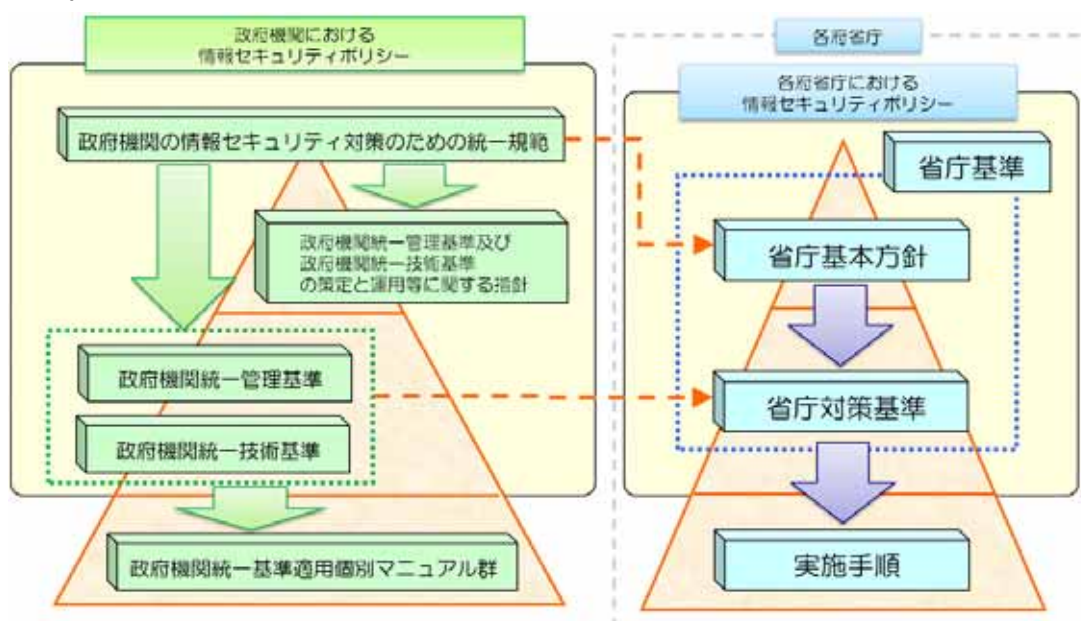 政府機関における
情報セキュリティポリシー
政府機関の情報セキュリティ対策のための統一規範
政府機関統一管理基準及び
政府機関統一技術基準
の策定と運用等に関する指針
政府機関統一管理基準
政府機関統一技術基準
政府機関統一基準適用個別マニュアル群
各府省庁
各府省庁における
情報セキュリティポリシー
省庁基準
省庁基本方針
省庁対策基準
実施手順